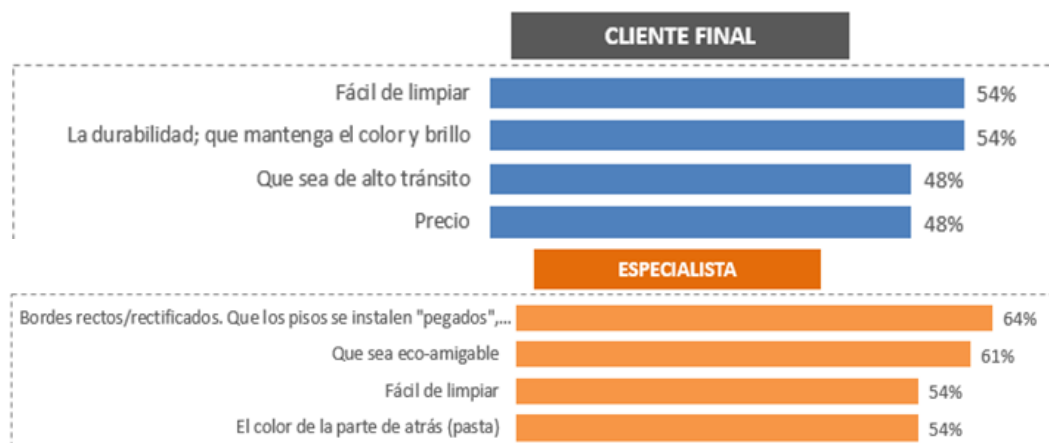 CLIENTE FINAL
Fácil de limpiar 54%
La durabilidad; que mantenga el color y brillo 54%
Que sea de alto tránsito 48%
Precio 48%
ESPECIALISTA
Bordes rectos/rectificados. Que los pisos se instalen "pegados",... 64%
Que sea eco-amigable 61%
Fácil de limpiar 54%
El color de la parte de atrás (pasta) 54%